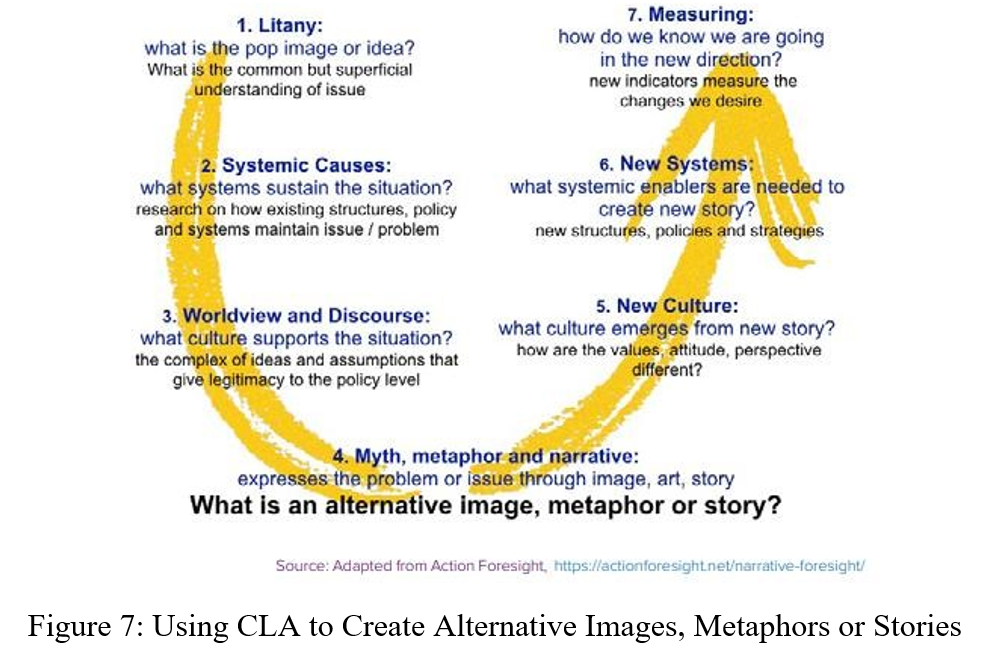 1. Litany:
what is the pop image or idea?
What is the common but superficial
understanding of issue
2. Systemic Causes:
what systems sustain the situation?
research on how existing structures, policy
and systems maintain issue / problem
3. Worldview and Discourse:
what culture supports the situation?
the complex of ideas and assumptions that
give legitimacy to the policy level
4. Myth, metaphor and narrative:
expresses the problem or issue through image, art, story
What is an alternative image, metaphor or story?
5. New Culture:
what culture emerges from new story?
how are the values, attitude, perspective
different?
6. New Systems:
what systemic enablers are needed to
create new story?
new structures, policies and strategies
7. Measuring:
how do we know we are going
in the new direction?
new indicators measure the
changes we desire
Source: Adapted from Action Foresight, https://actionforesight.net/narrative-foresight/
Figure 7: Using CLA to Create Alternative Images, Metaphors or Stories